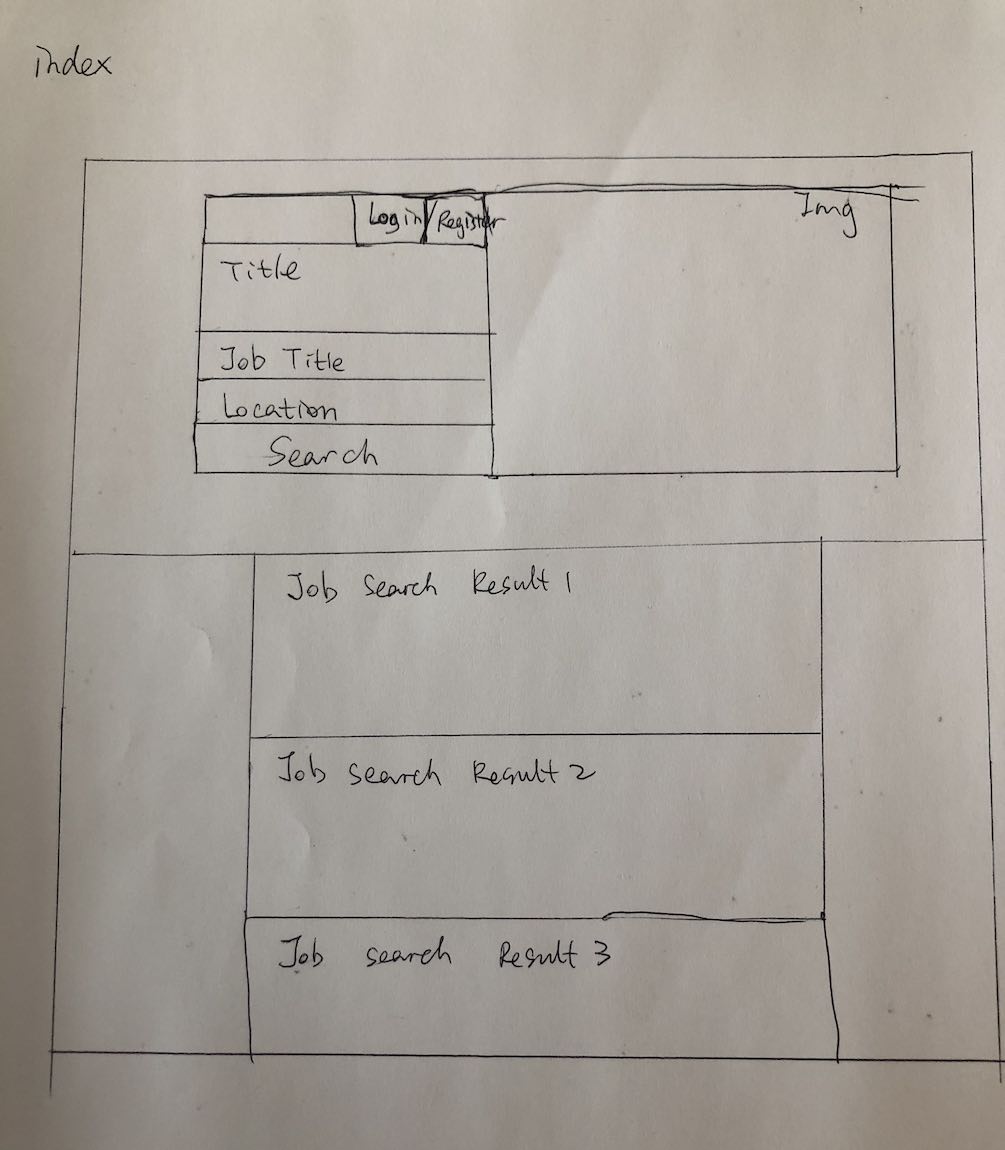 index
Login Register
Img
Title
Job Title
Location
Search
Job search Result 1
Job search Result 2
Job search Result 3